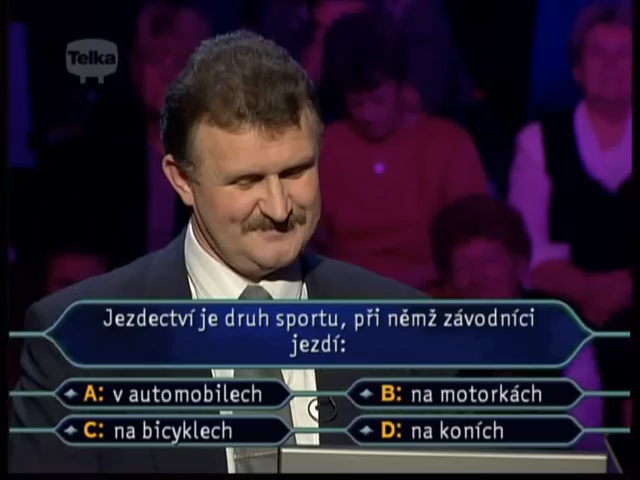 Telka
Jezdectví je druh sportu, při němž závodníci
jezdí:
A: v automobilech
B: na motorkách
C: na bicyklech
D: na koních